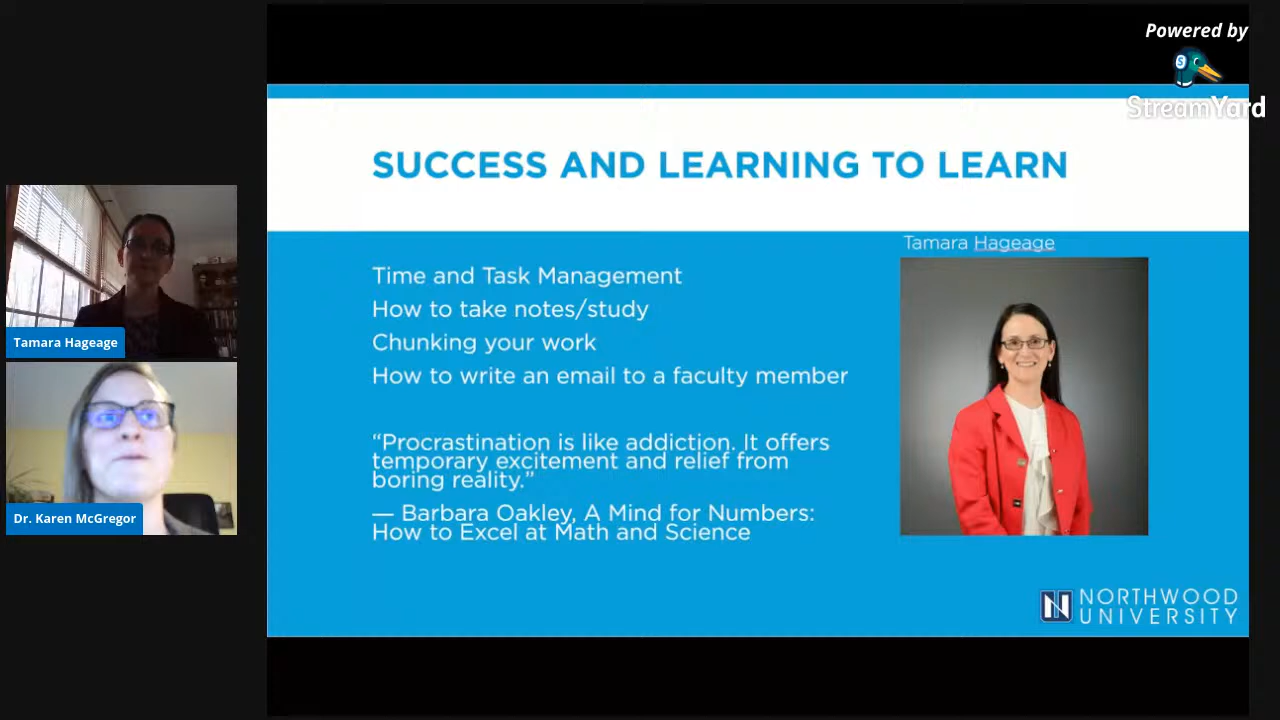 Powered by
StreamYard
SUCCESS AND LEARNING TO LEARN
Tamara Hageage
Time and Task Management
How to take notes/study
Chunking your work
How to write an email to a faculty member
“Procrastination is like addiction. It offers
temporary excitement and relief from
boring reality.”
― Barbara Oakley, A Mind for Numbers:
How to Excel at Math and Science
NORTHWOOD
UNIVERSITY
Tamara Hageage
Dr. Karen McGregor